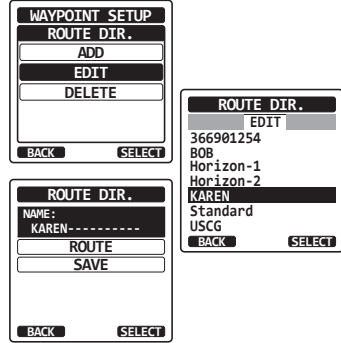 WAYPOINT SETUP
ROUTE DIR.
ADD
EDIT
DELETE
BACK SELECT
ROUTE DIR.
EDIT
366901254
BOB
Horizon-1
Horizon-2
KAREN
Standard
USCG
BACK SELECT
ROUTE DIR.
NAME:
KAREN----------
ROUTE
SAVE
BACK SELECT